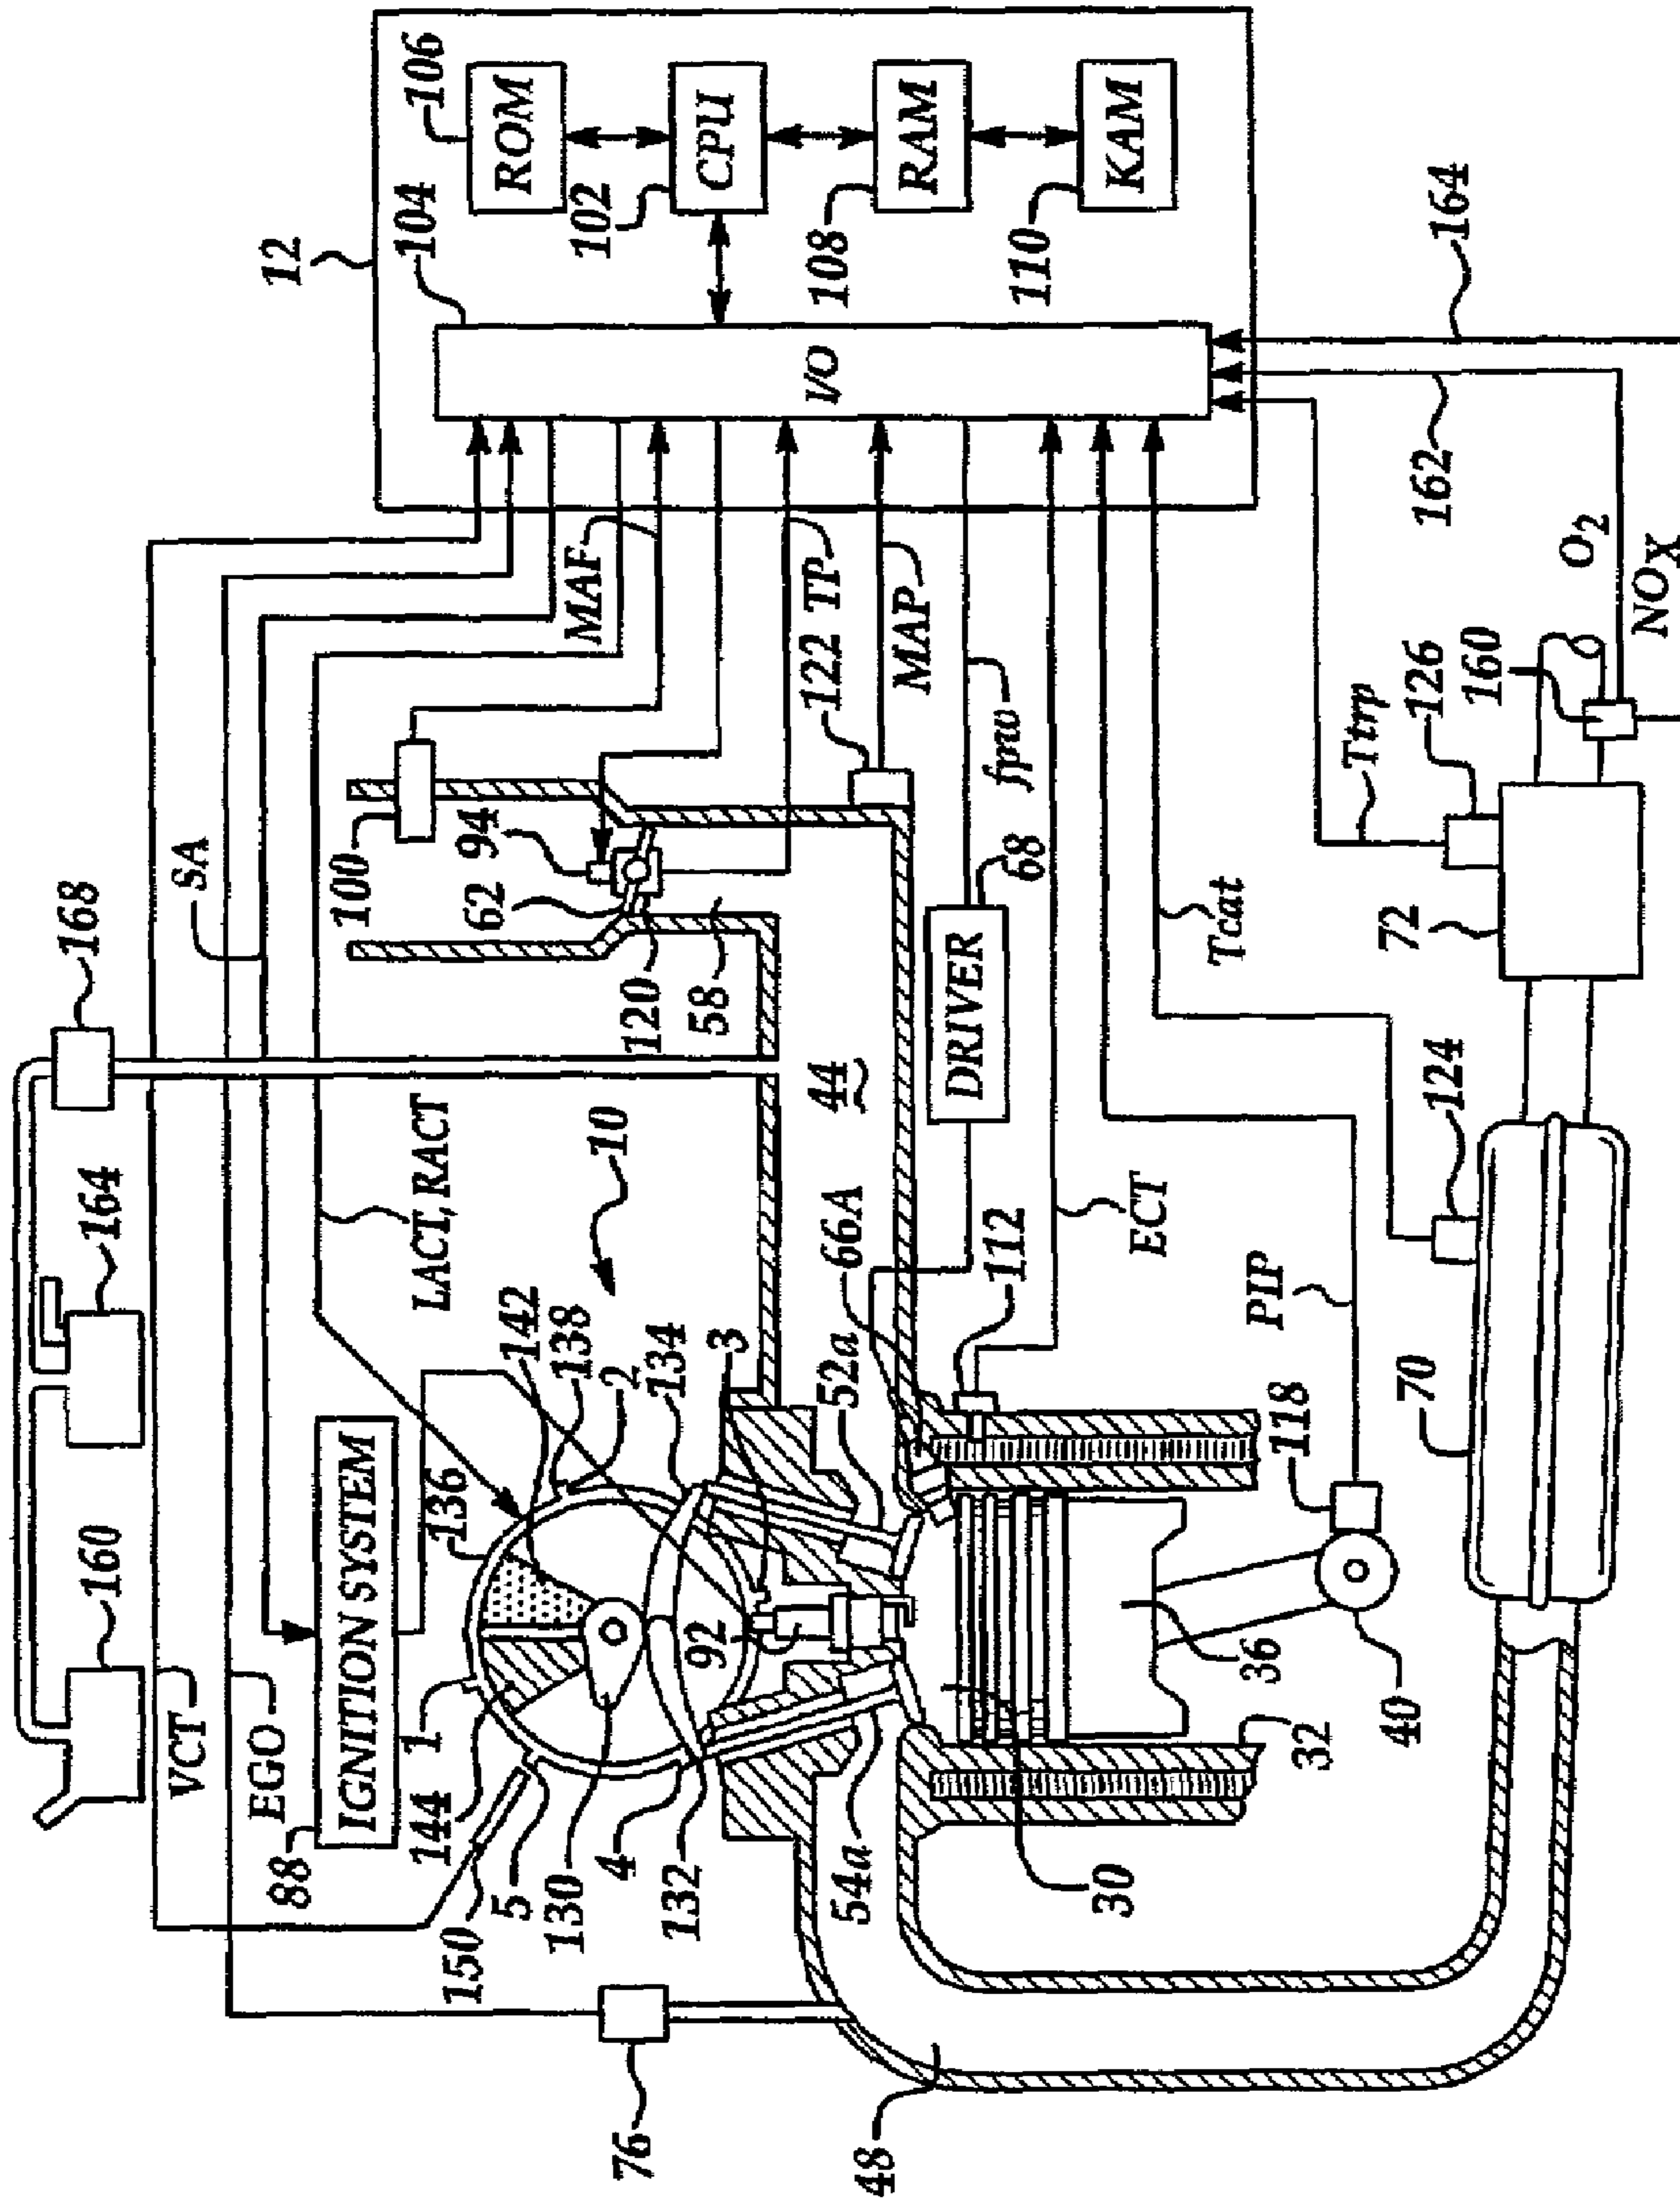 12
104
106
ROM
102
CPU
108
RAM
110
KAM
I/O
164
162
O2
NOX
160
126
Ttrp
72
MAF
TP
122
MAP
fpw
68
DRIVER
Tcat
124
70
100
94
62
120
58
44
SA
168
164
160
VCT
EGO
LACT, RACT
10
88
IGNITION SYSTEM
136
142
138
2
134
3
52a
66A
112
ECT
PIP
118
1
144
150
5
130
4
132
92
54a
30
36
32
40
76
48